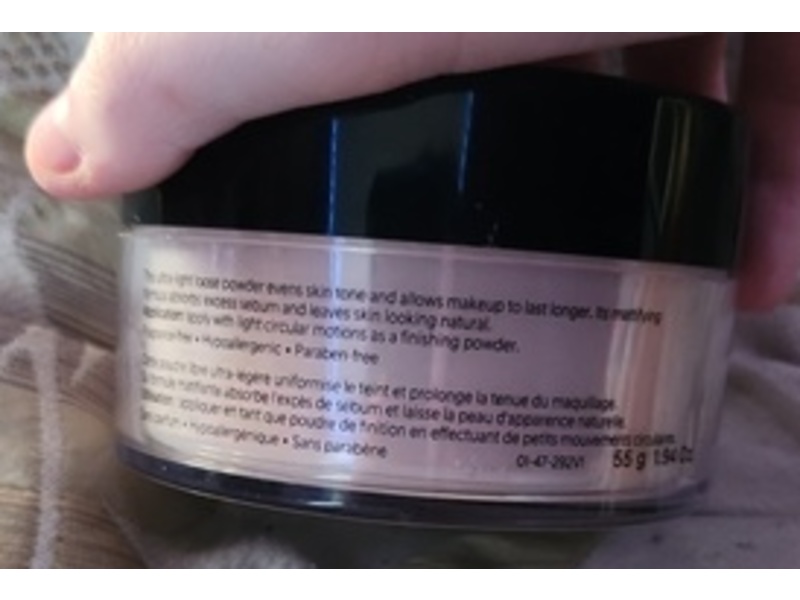 This ultra-light loose powder evens skin tone and allows makeup to last longer. Its mattifying
formula absorbs excess sebum and leaves skin looking natural.
Application: apply with light circular motions as a finishing powder.
Fragrance-free • Hypoallergenic • Paraben-free
Cette poudre libre ultra-légère uniformise le teint et prolonge la tenue du maquillage.
Sa formule matifiante absorbe l'excès de sébum et laisse la peau d'apparence naturelle.
Utilisation: appliquer en tant que poudre de finition en effectuant de petits mouvements circulaires.
Sans parfum • Hypoallergénique • Sans parabène
01-47-292V1 55 g 1.94 Oz